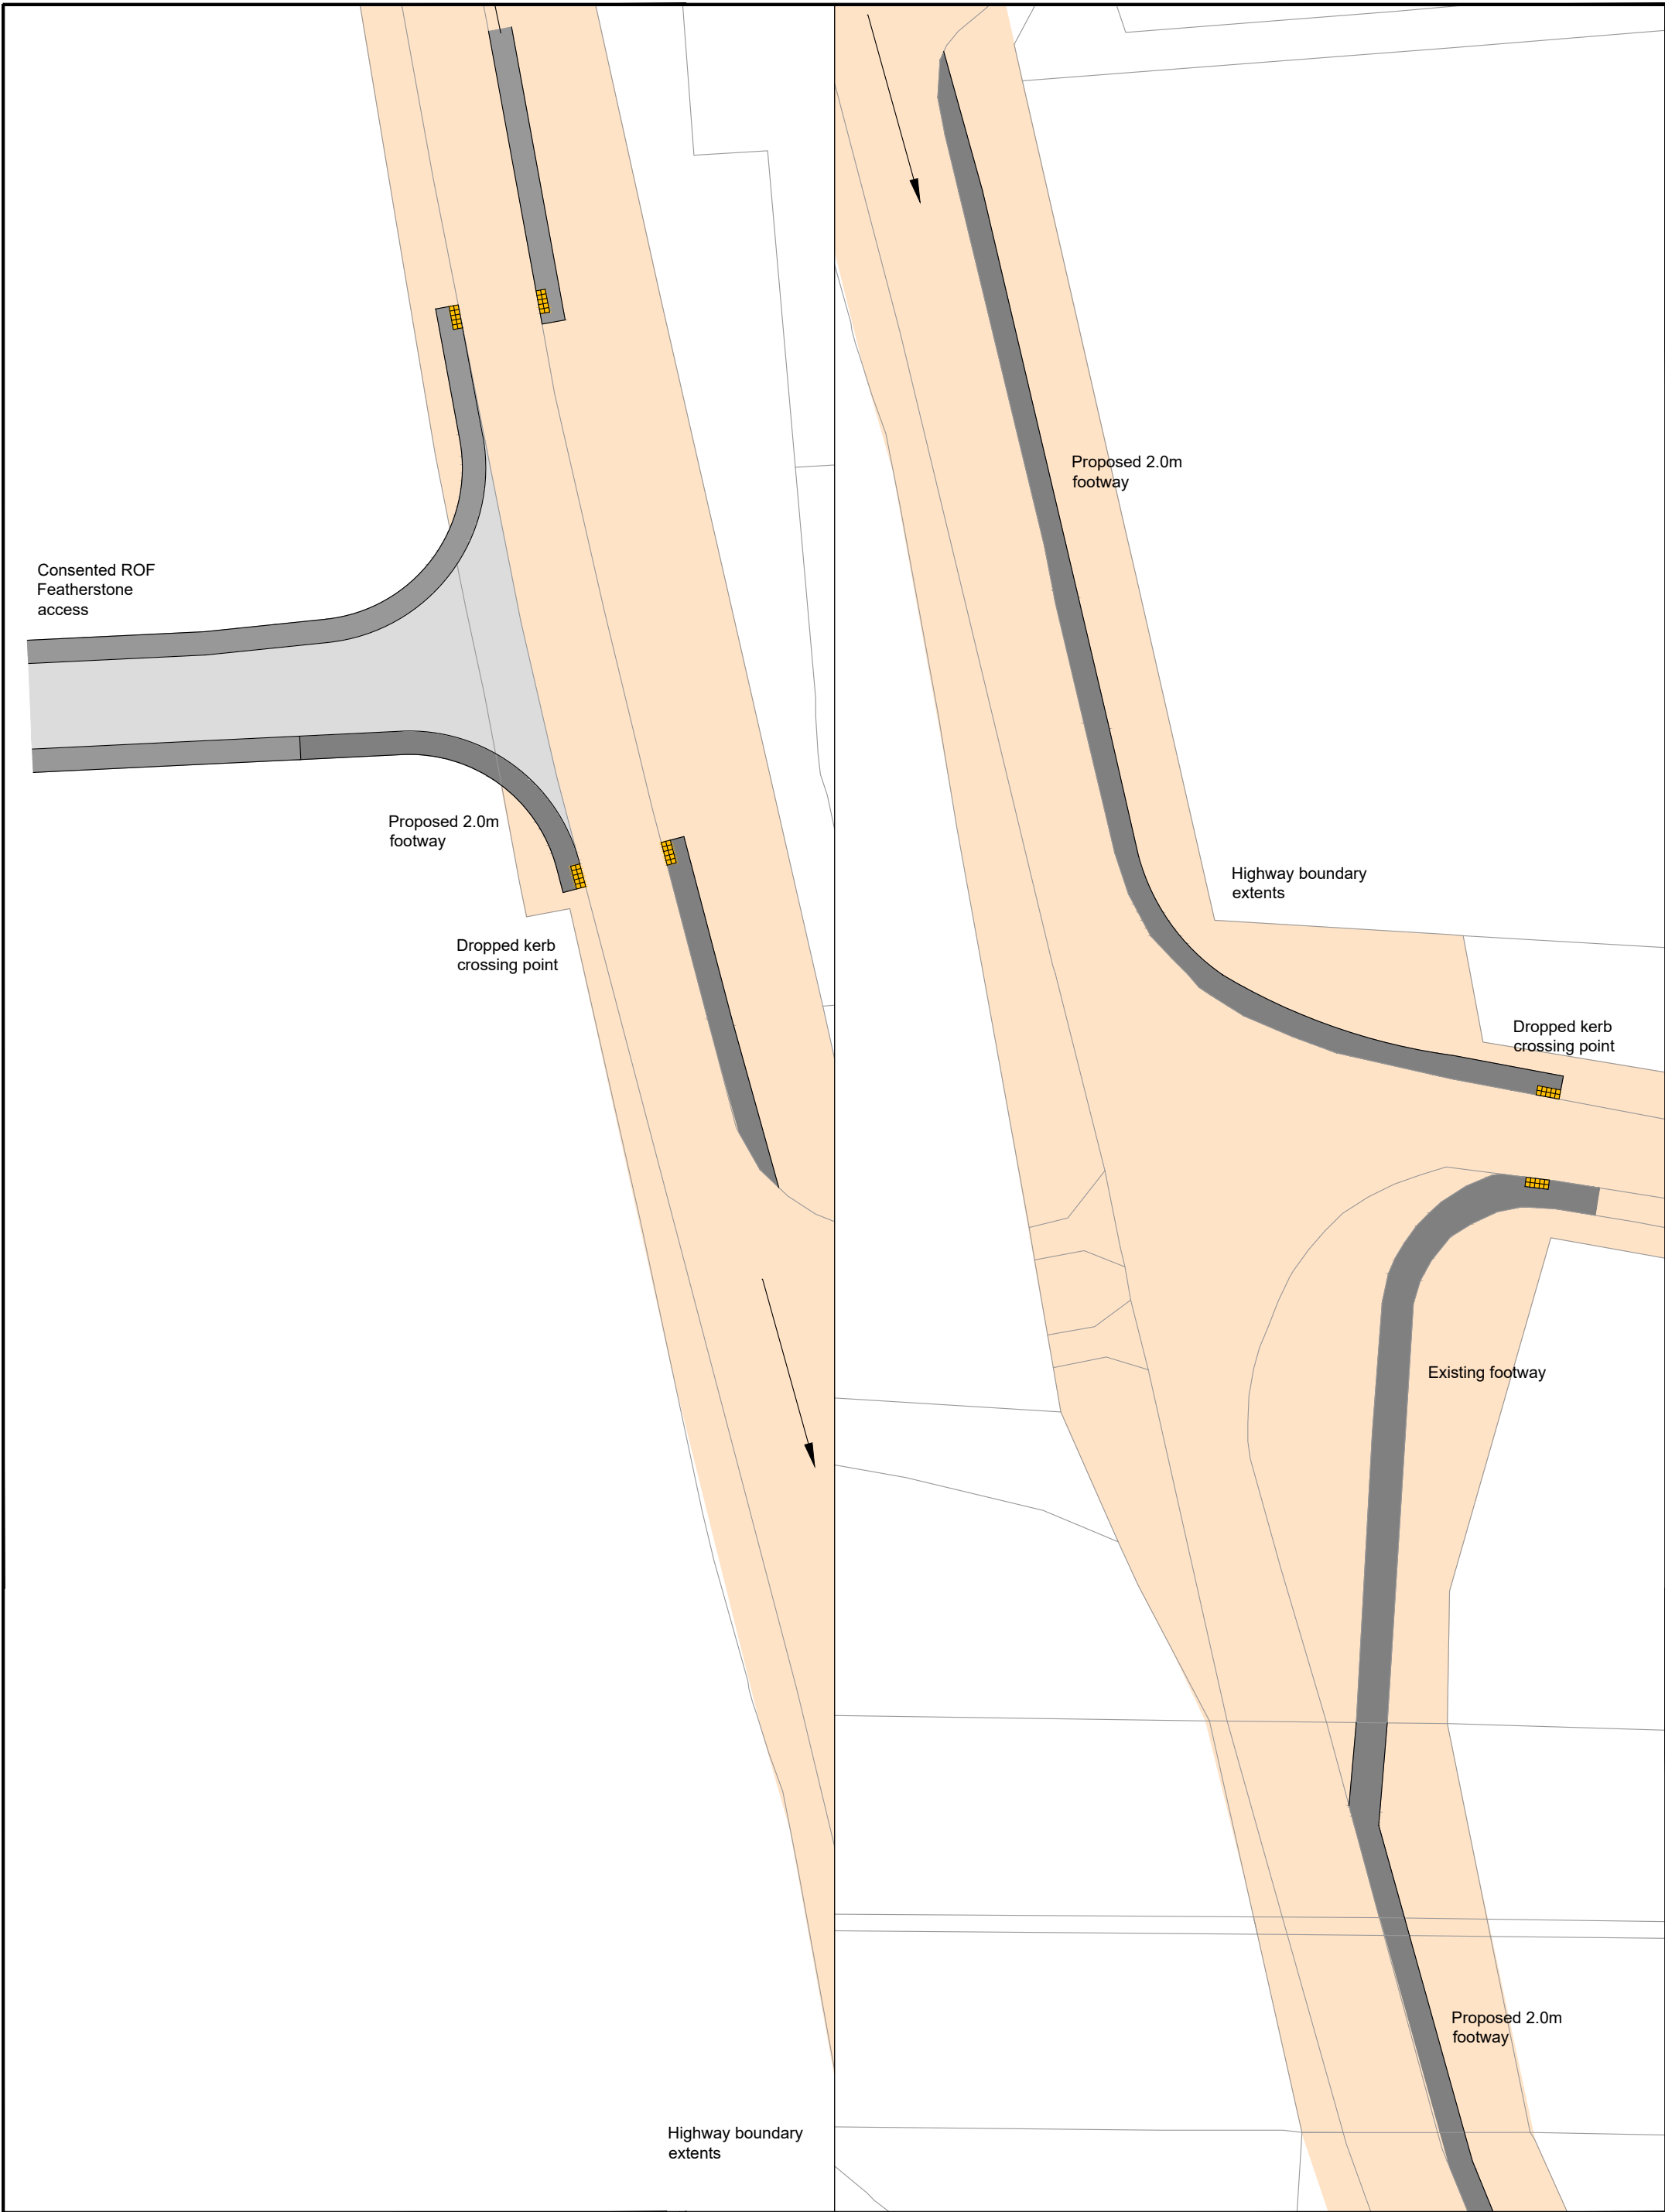 Consented ROF
Featherstone
access
Proposed 2.0m
footway
Dropped kerb
crossing point
Highway boundary
extents
Proposed 2.0m
footway
Highway boundary
extents
Dropped kerb
crossing point
Existing footway
Proposed 2.0m
footway